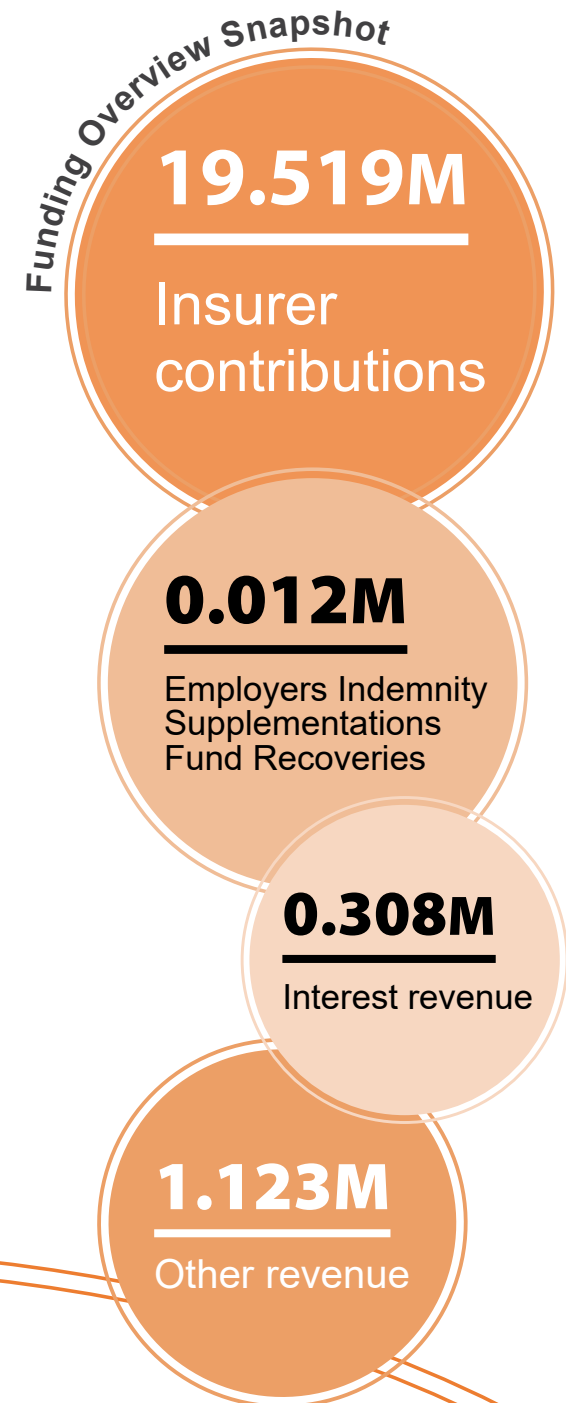 Funding Overview Snapshot
19.519M
Insurer
contributions
0.012M
Employers Indemnity
Supplementations
Fund Recoveries
0.308M
Interest revenue
1.123M
Other revenue